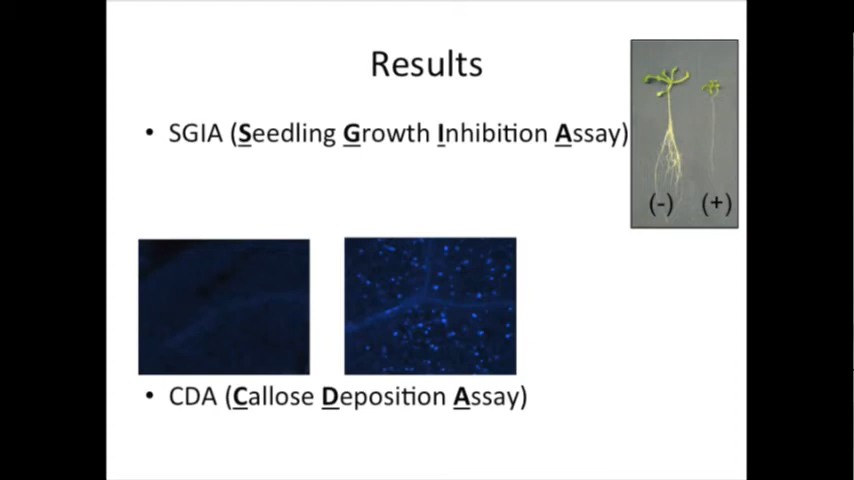 Results
• SGIA (Seedling Growth Inhibition Assay)
(-) (+)
• CDA (Callose Deposition Assay)